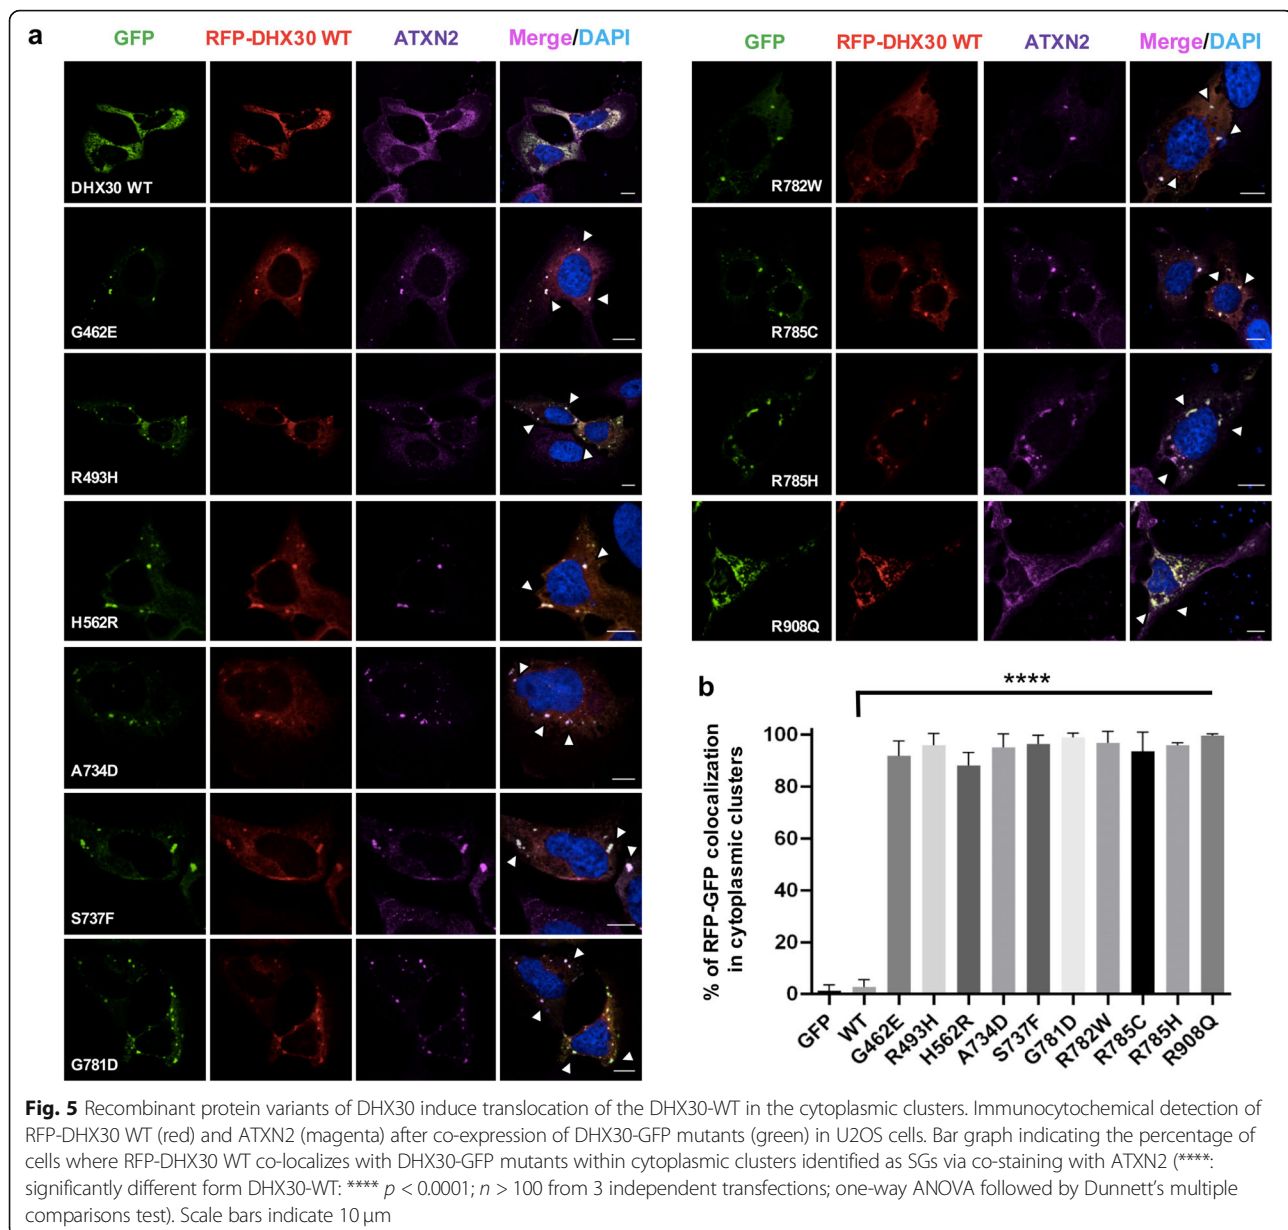 a
GFP RFP-DHX30 WT ATXN2 Merge/DAPI
DHX30 WT
G462E
R493H
H562R
A734D
S737F
G781D
GFP RFP-DHX30 WT ATXN2 Merge/DAPI
R782W
R785C
R785H
R908Q
b
****
% of RFP-GFP colocalization
in cytoplasmic clusters
100
80
60
40
20
0
GFP WT G462E R493H H562R A734D S737F G781D R782W R785C R785H R908Q
Fig. 5 Recombinant protein variants of DHX30 induce translocation of the DHX30-WT in the cytoplasmic clusters. Immunocytochemical detection of
RFP-DHX30 WT (red) and ATXN2 (magenta) after co-expression of DHX30-GFP mutants (green) in U2OS cells. Bar graph indicating the percentage of
cells where RFP-DHX30 WT co-localizes with DHX30-GFP mutants within cytoplasmic clusters identified as SGs via co-staining with ATXN2 (****:
significantly different form DHX30-WT: **** p < 0.0001; n > 100 from 3 independent transfections; one-way ANOVA followed by Dunnett's multiple
comparisons test). Scale bars indicate 10 μm